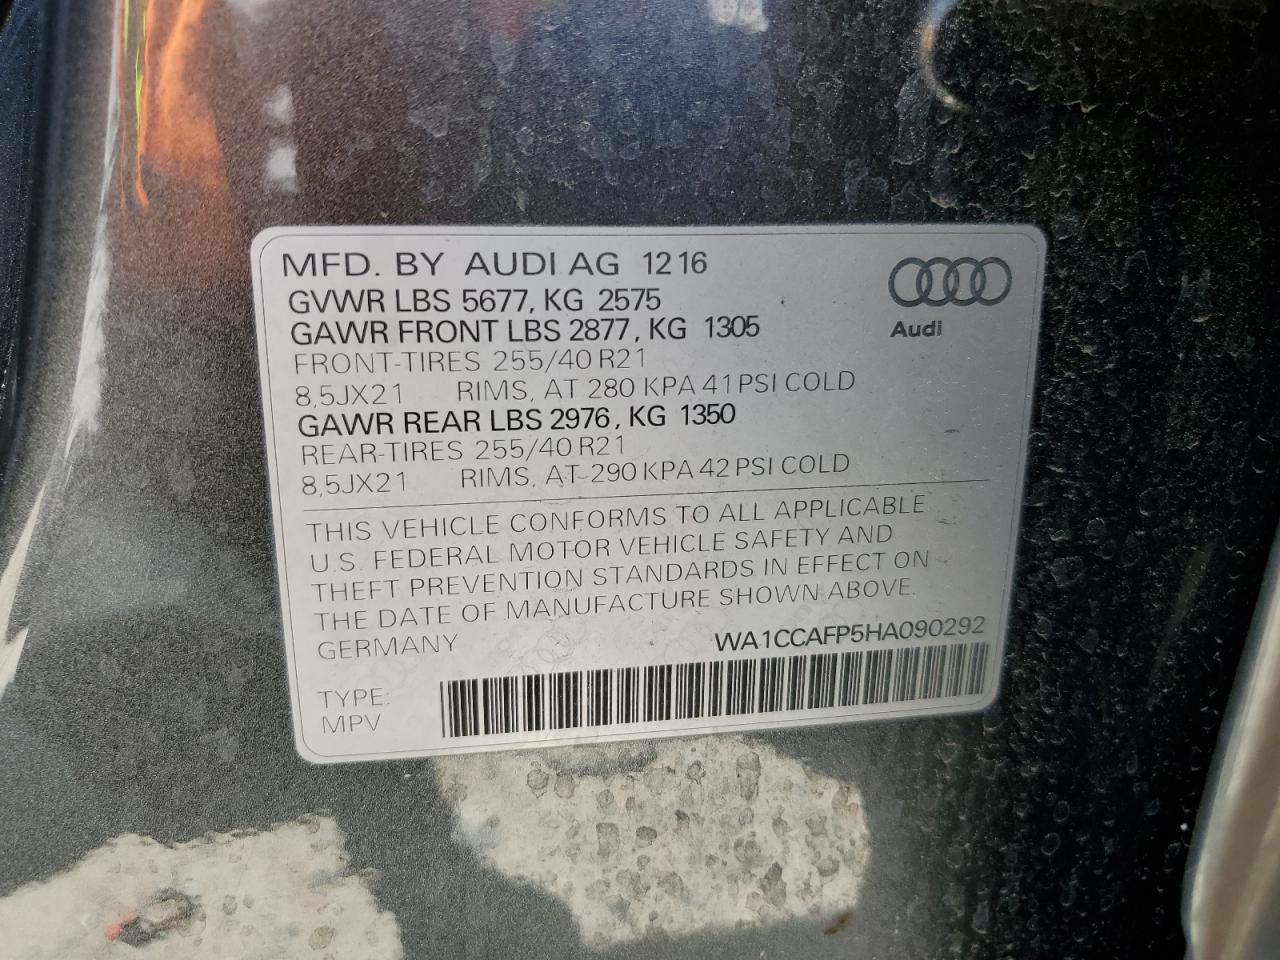 MFD. BY AUDI AG 12 16
GVWR LBS 5677, KG 2575
GAWR FRONT LBS 2877, KG 1305
FRONT-TIRES 255/40 R21
8,5JX21 RIMS, AT 280 KPA 41 PSI COLD
GAWR REAR LBS 2976, KG 1350
REAR-TIRES 255/40 R21
8,5JX21 RIMS, AT 290 KPA 42 PSI COLD
Audi
THIS VEHICLE CONFORMS TO ALL APPLICABLE
U.S. FEDERAL MOTOR VEHICLE SAFETY AND
THEFT PREVENTION STANDARDS IN EFFECT ON
THE DATE OF MANUFACTURE SHOWN ABOVE.
GERMANY WA1CCAFP5HA090292
TYPE:
MPV